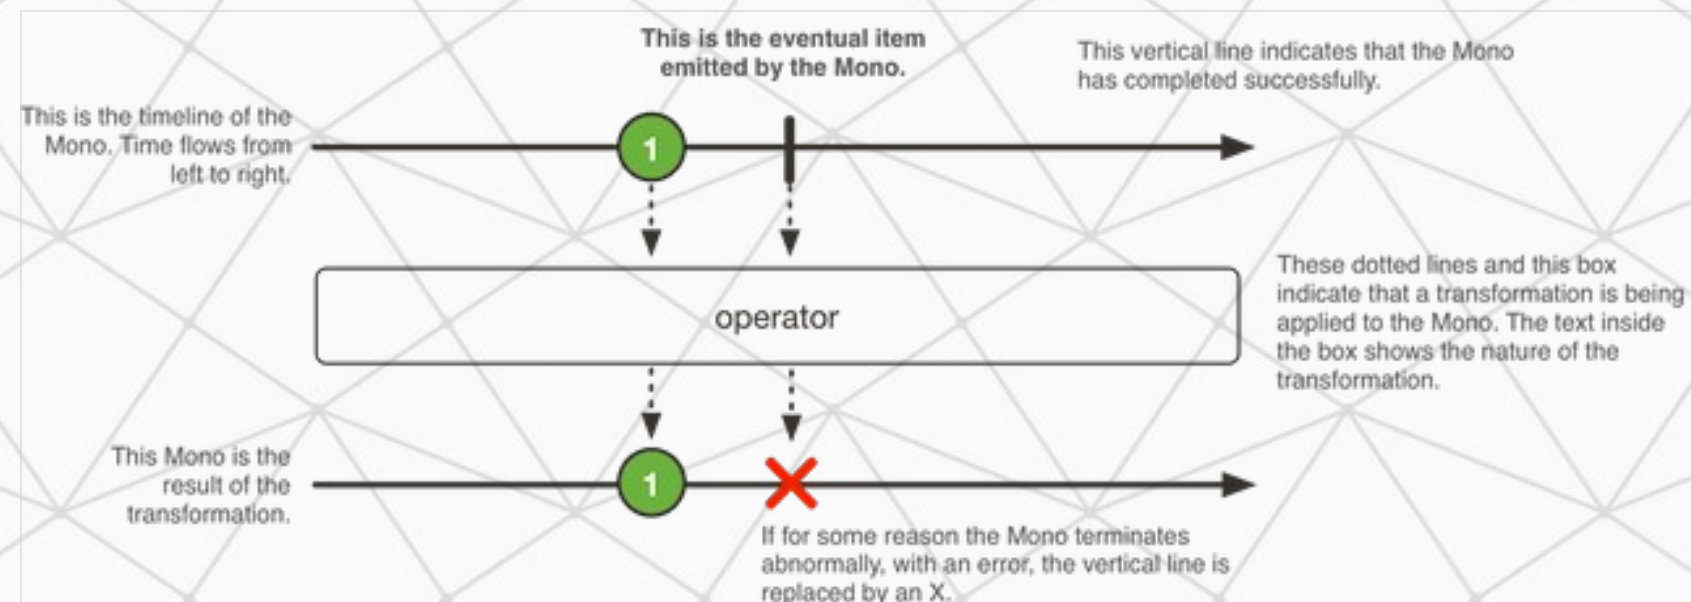 This is the eventual item
emitted by the Mono.
This vertical line indicates that the Mono
has completed successfully.
This is the timeline of the
Mono. Time flows from
left to right.
1
These dotted lines and this box
indicate that a transformation is being
applied to the Mono. The text inside
the box shows the nature of the
transformation.
operator
This Mono is the
result of the
transformation.
1
If for some reason the Mono terminates
abnormally, with an error, the vertical line is
replaced by an X.